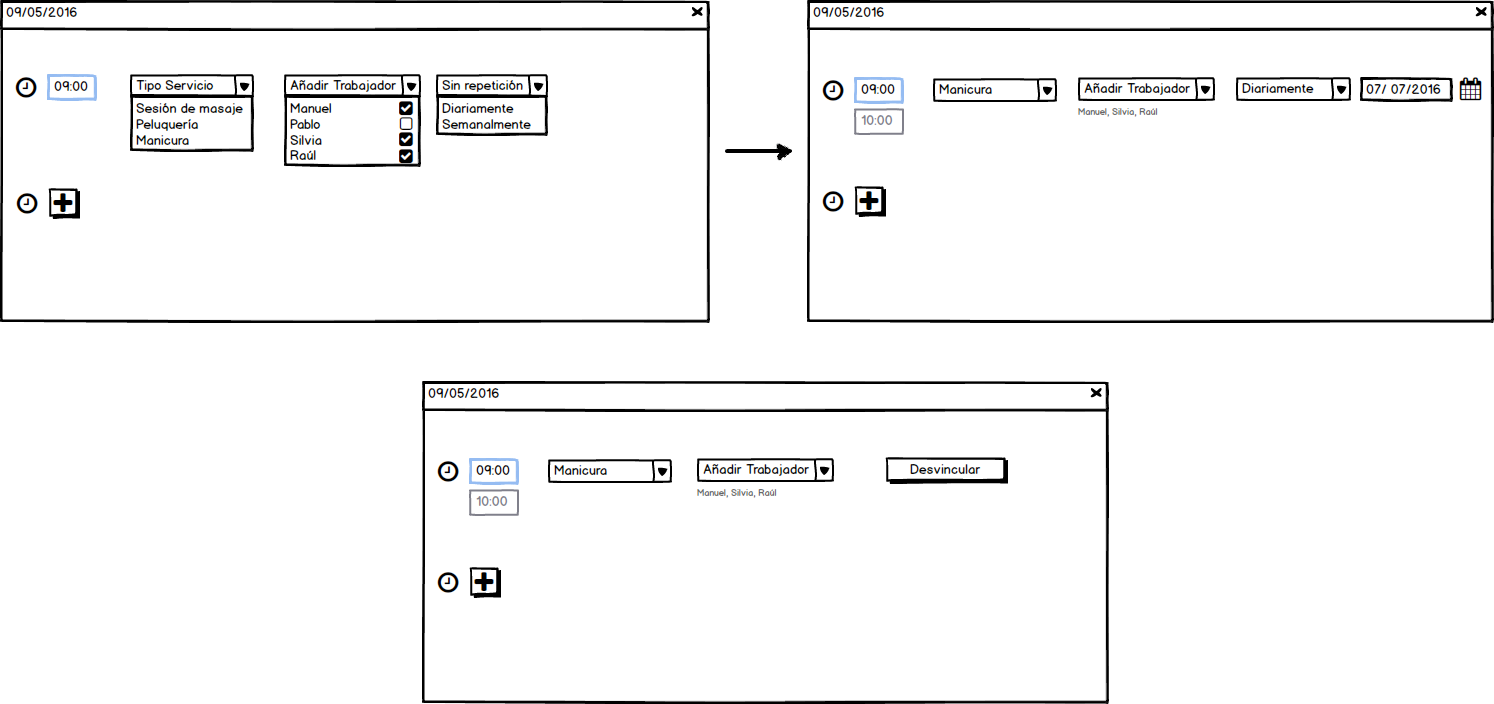 09/05/2016
09:00
Tipo Servicio
Sesión de masaje
Peluquería
Manicura
Añadir Trabajador
Manuel
Pablo
Silvia
Raúl
Sin repetición
Diariamente
Semanalmente
09/05/2016
09:00
10:00
Manicura
Añadir Trabajador
Manuel, Silvia, Raúl
Diariamente
07/ 07/2016
09/05/2016
09:00
10:00
Manicura
Añadir Trabajador
Manuel, Silvia, Raúl
Desvincular